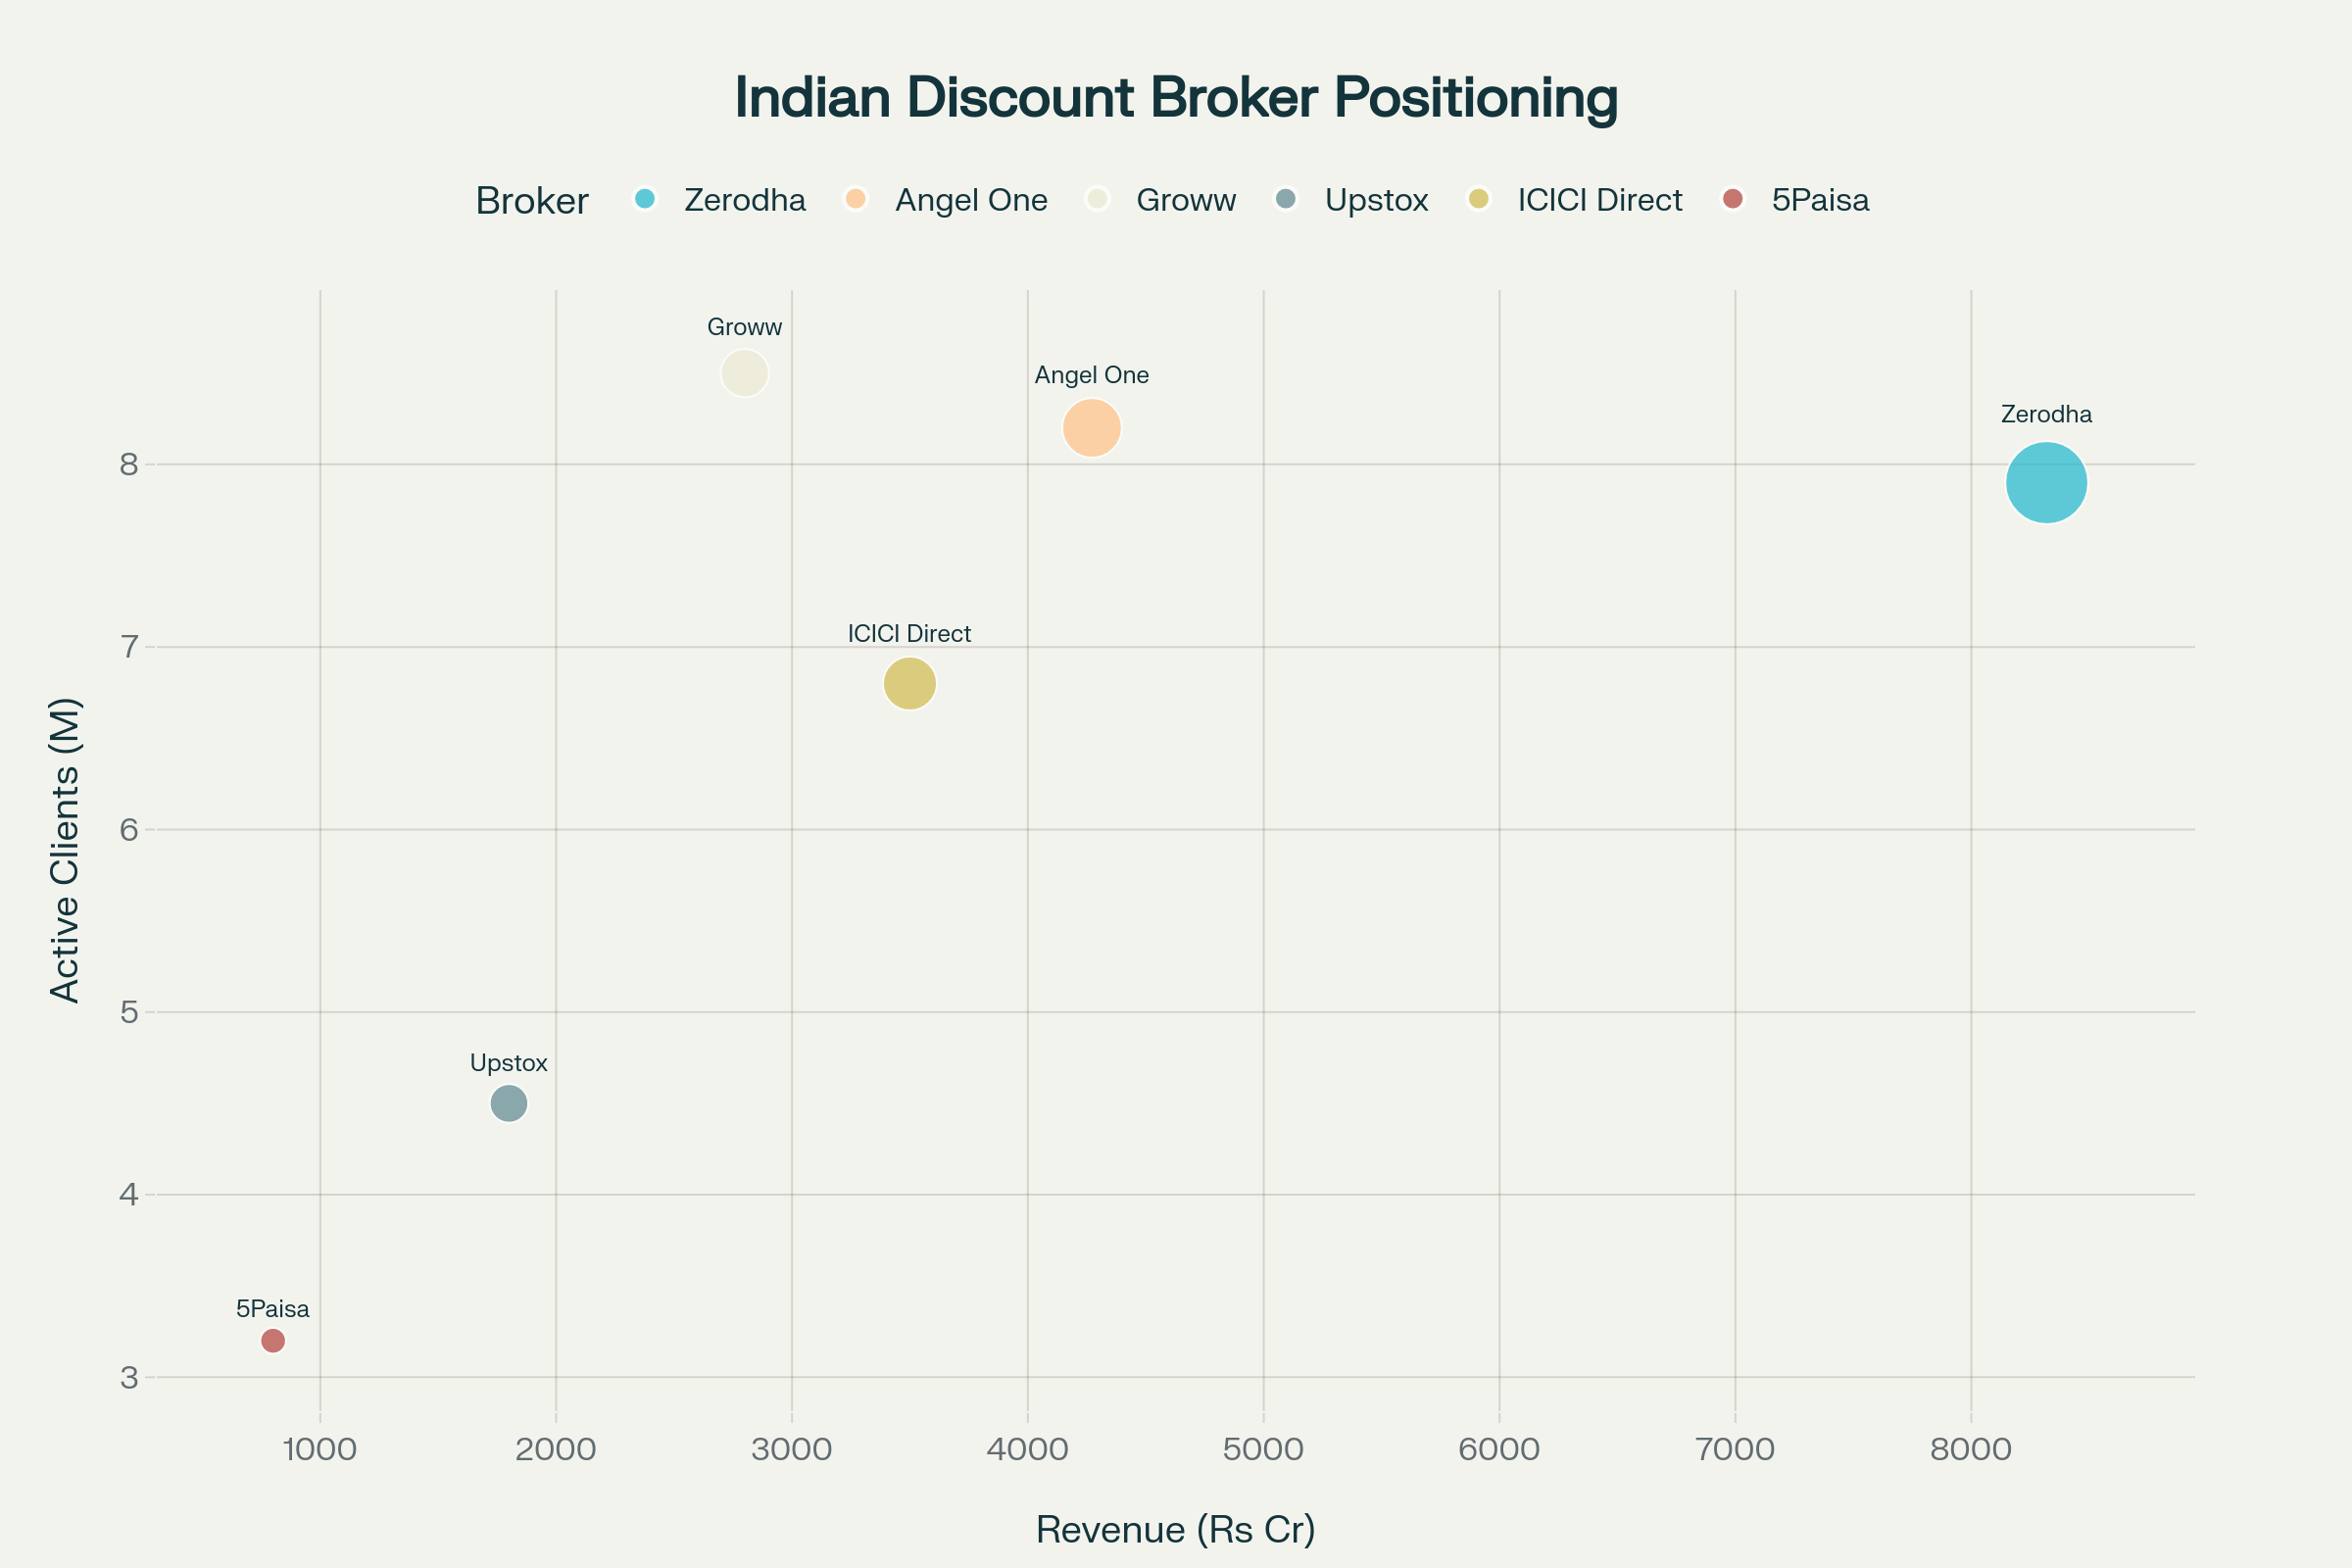 Indian Discount Broker Positioning
Broker Zerodha Angel One Groww Upstox ICICI Direct 5Paisa
Groww
Angel One
Zerodha
8
ICICI Direct
7
6
Active Clients (M)
5
Upstox
4
5Paisa
3
1000 2000 3000 4000 5000 6000 7000 8000
Revenue (Rs Cr)